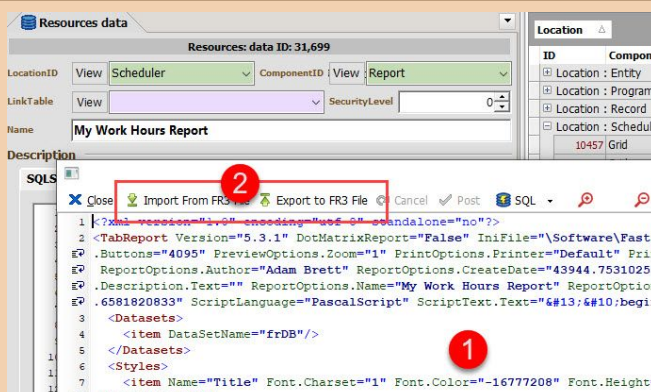 Resources data
Resources: data ID: 31,699
LocationID View Scheduler ComponentID View Report
LinkTable View SecurityLevel 0
Name My Work Hours Report
Description
SQLS
Location
ID Compon
Location : Entity
Location : Program
Location : Record
Location : Schedul
10457 Grid
2
Close Import From FR3 File Export to FR3 File Cancel Post SQL
1 <?xml version="1.0" encoding="utf-8" standalone="no"?>
2 <TabReport Version="5.3.1" DotMatrixReport="False" IniFile="\Software\Fast
.Buttons="4095" PreviewOptions.Zoom="1" PrintOptions.Printer="Default" Pri
ReportOptions.Author="Adam Brett" ReportOptions.CreateDate="43944.7531025
.Description.Text="" ReportOptions.Name="My Work Hours Report" ReportOptio
.6581820833" ScriptLanguage="PascalScript" ScriptText.Text="&#13;&#10;begi
3 <Datasets>
4 <item DataSetName="frDB"/>
5 </Datasets>
6 <Styles>
7 <item Name="Title" Font.Charset="1" Font.Color="-16777208" Font.Height
1